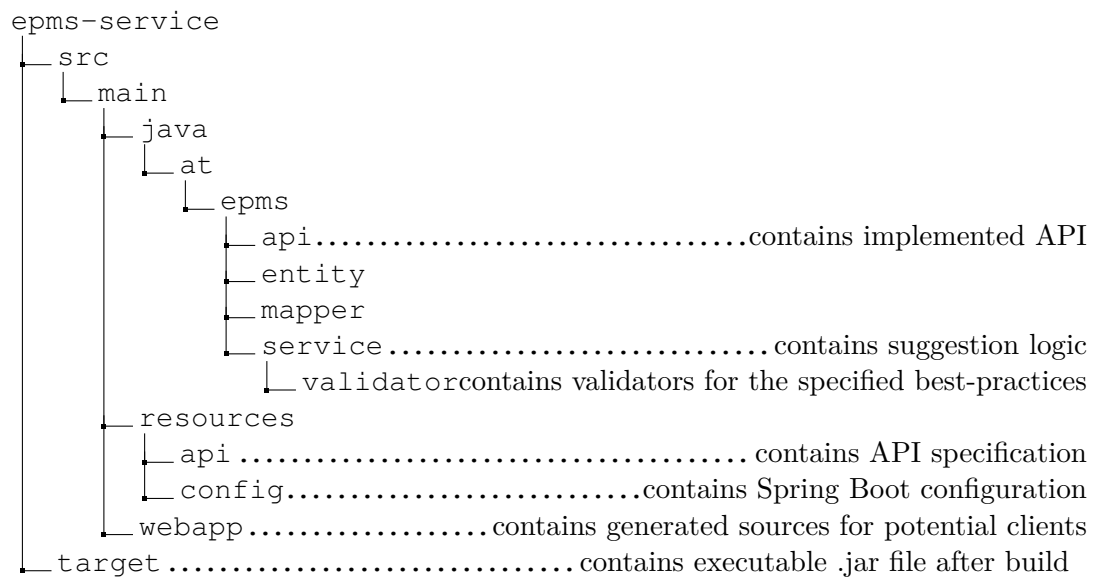 epms-service
src
main
java
at
epms
api..................................contains implemented API
entity
mapper
service..............................contains suggestion logic
validatorcontains validators for the specified best-practices
resources
api ........................................ contains API specification
config............................contains Spring Boot configuration
webapp...................contains generated sources for potential clients
target .................................. contains executable .jar file after build